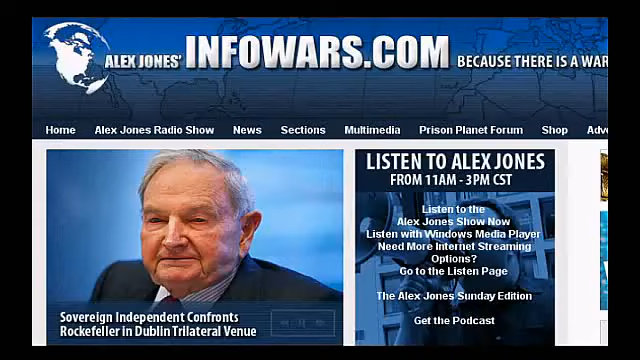 ALEX JONES' INFOWARS.COM BECAUSE THERE IS A WAR
Home Alex Jones Radio Show News Sections Multimedia Prison Planet Forum Shop Adve
LISTEN TO ALEX JONES
FROM 11AM - 3PM CST
Listen to the
Alex Jones Show Now
Listen with Windows Media Player
Need More Internet Streaming
Options?
Go to the Listen Page
The Alex Jones Sunday Edition
Get the Podcast
Sovereign Independent Confronts
Rockefeller in Dublin Trilateral Venue